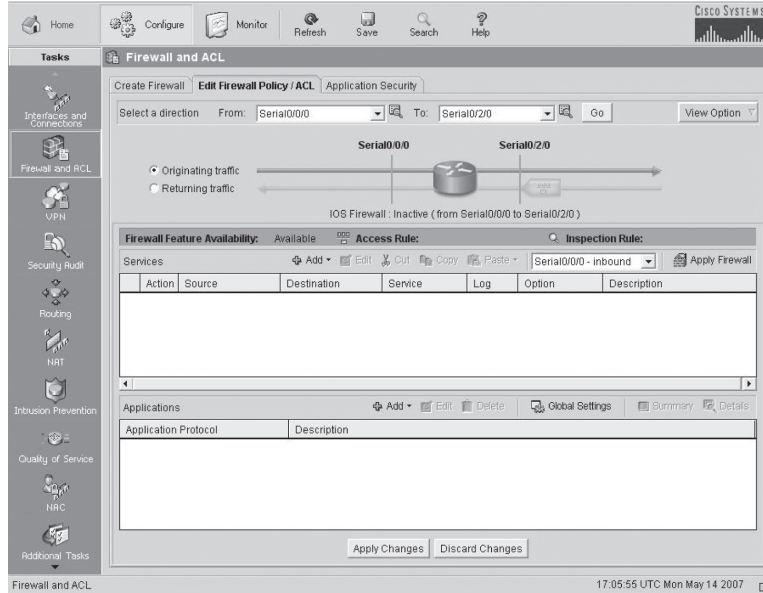 Home
Configure
Monitor
Refresh
Save
Search
Help
CISCO SYSTEMS
Tasks
Firewall and ACL
Interfaces and Connections
Firewall and ACL
VPN
Security Audit
Routing
NAT
Intrusion Prevention
Quality of Service
NAC
Additional Tasks
Create Firewall
Edit Firewall Policy / ACL
Application Security
Select a direction From: Serial0/0/0 To: Serial0/2/0 Go View Option
Serial0/0/0 Serial0/2/0
Originating traffic
Returning traffic
IOS Firewall : Inactive ( from Serial0/0/0 to Serial0/2/0 )
Firewall Feature Availability: Available Access Rule: Inspection Rule:
Services Add Edit Cut Copy Paste Serial0/0/0 - inbound Apply Firewall
Action Source Destination Service Log Option Description
Applications Add Edit Delete Global Settings Summary Details
Application Protocol Description
Apply Changes Discard Changes
Firewall and ACL 17:05:55 UTC Mon May 14 2007